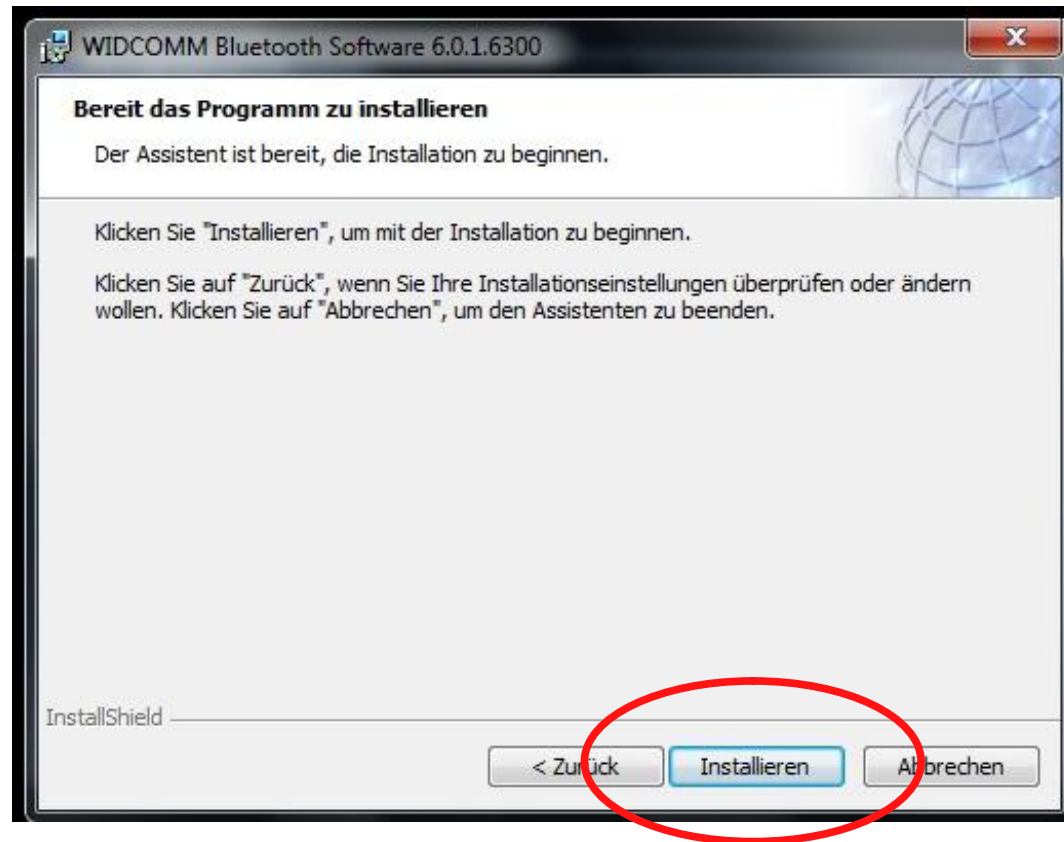 WIDCOMM Bluetooth Software 6.0.1.6300
Bereit das Programm zu installieren
Der Assistent ist bereit, die Installation zu beginnen.
Klicken Sie "Installieren", um mit der Installation zu beginnen.
Klicken Sie auf "Zurück", wenn Sie Ihre Installationseinstellungen überprüfen oder ändern
wollen. Klicken Sie auf "Abbrechen", um den Assistenten zu beenden.
InstallShield
< Zurück Installieren Abbrechen